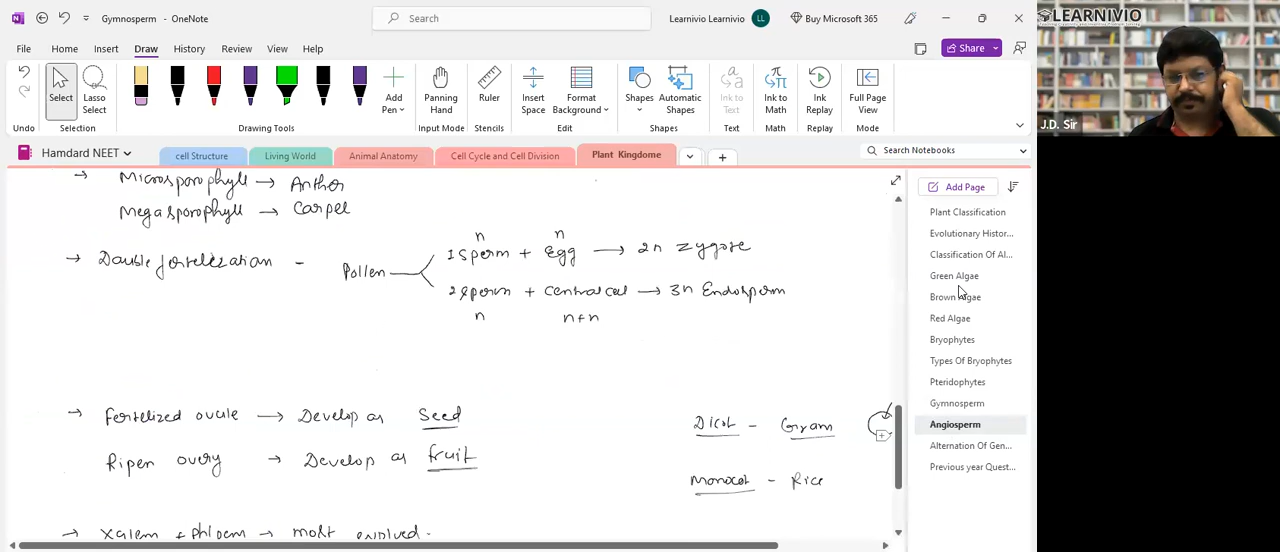 Gymnosperm - OneNote
Search
Learnivio Learnivio
LL
Buy Microsoft 365
LEARNIVIO
File Home Insert Draw History Review View Help
Share
Undo
Select
Lasso Select
Add Pen
Panning Hand
Ruler
Insert Space
Format Background
Shapes
Automatic Shapes
Ink to Text
Ink to Math
Ink Replay
Full Page View
Selection
Drawing Tools
Input Mode
Stencils
Edit
Shapes
Text
Math
Replay
Mode
J.D. Sir
Hamdard NEET
cell Structure
Living World
Animal Anatomy
Cell Cycle and Cell Division
Plant Kingdome
Search Notebooks
Add Page
Plant Classification
Evolutionary Histor...
Classification Of Al...
Green Algae
Brown Algae
Red Algae
Bryophytes
Types Of Bryophytes
Pteridophytes
Gymnosperm
Angiosperm
Alternation Of Gen...
Previous year Quest...
→ Microsporophyll → Anther
Megasporophyll → Carpel
n n
→ Double fertelization - Pollen 1 sperm + egg → 2n zygote
2 sperm + central cel → 3n Endosperm
n n+n
→ Fertelized ovule → Develop as Seed
Ripen overy → Develop as fruit
Dicot - Gram
Monocot - Rice
→ xylem + phloem → most evolved.